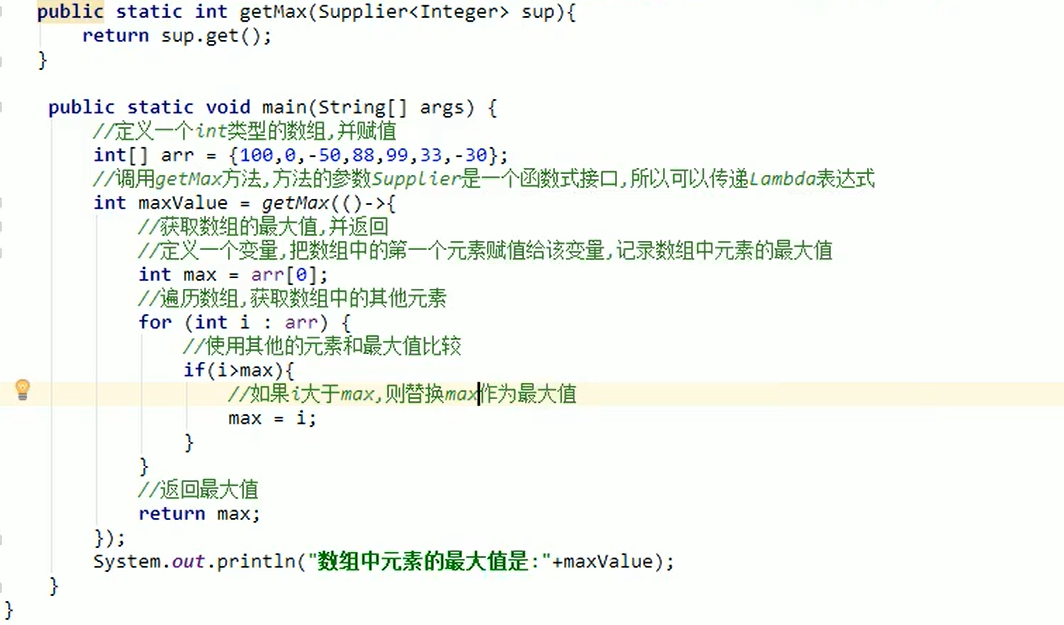 public static int getMax(Supplier<Integer> sup){
return sup.get();
}
public static void main(String[] args) {
//定义一个int类型的数组,并赋值
int[] arr = {100,0,-50,88,99,33,-30};
//调用getMax方法,方法的参数Supplier是一个函数式接口,所以可以传递Lambda表达式
int maxValue = getMax(()->{
//获取数组的最大值,并返回
//定义一个变量,把数组中的第一个元素赋值给该变量,记录数组中元素的最大值
int max = arr[0];
//遍历数组,获取数组中的其他元素
for (int i : arr) {
//使用其他的元素和最大值比较
if(i>max){
//如果i大于max,则替换max作为最大值
max = i;
}
}
//返回最大值
return max;
});
System.out.println("数组中元素的最大值是:"+maxValue);
}
}